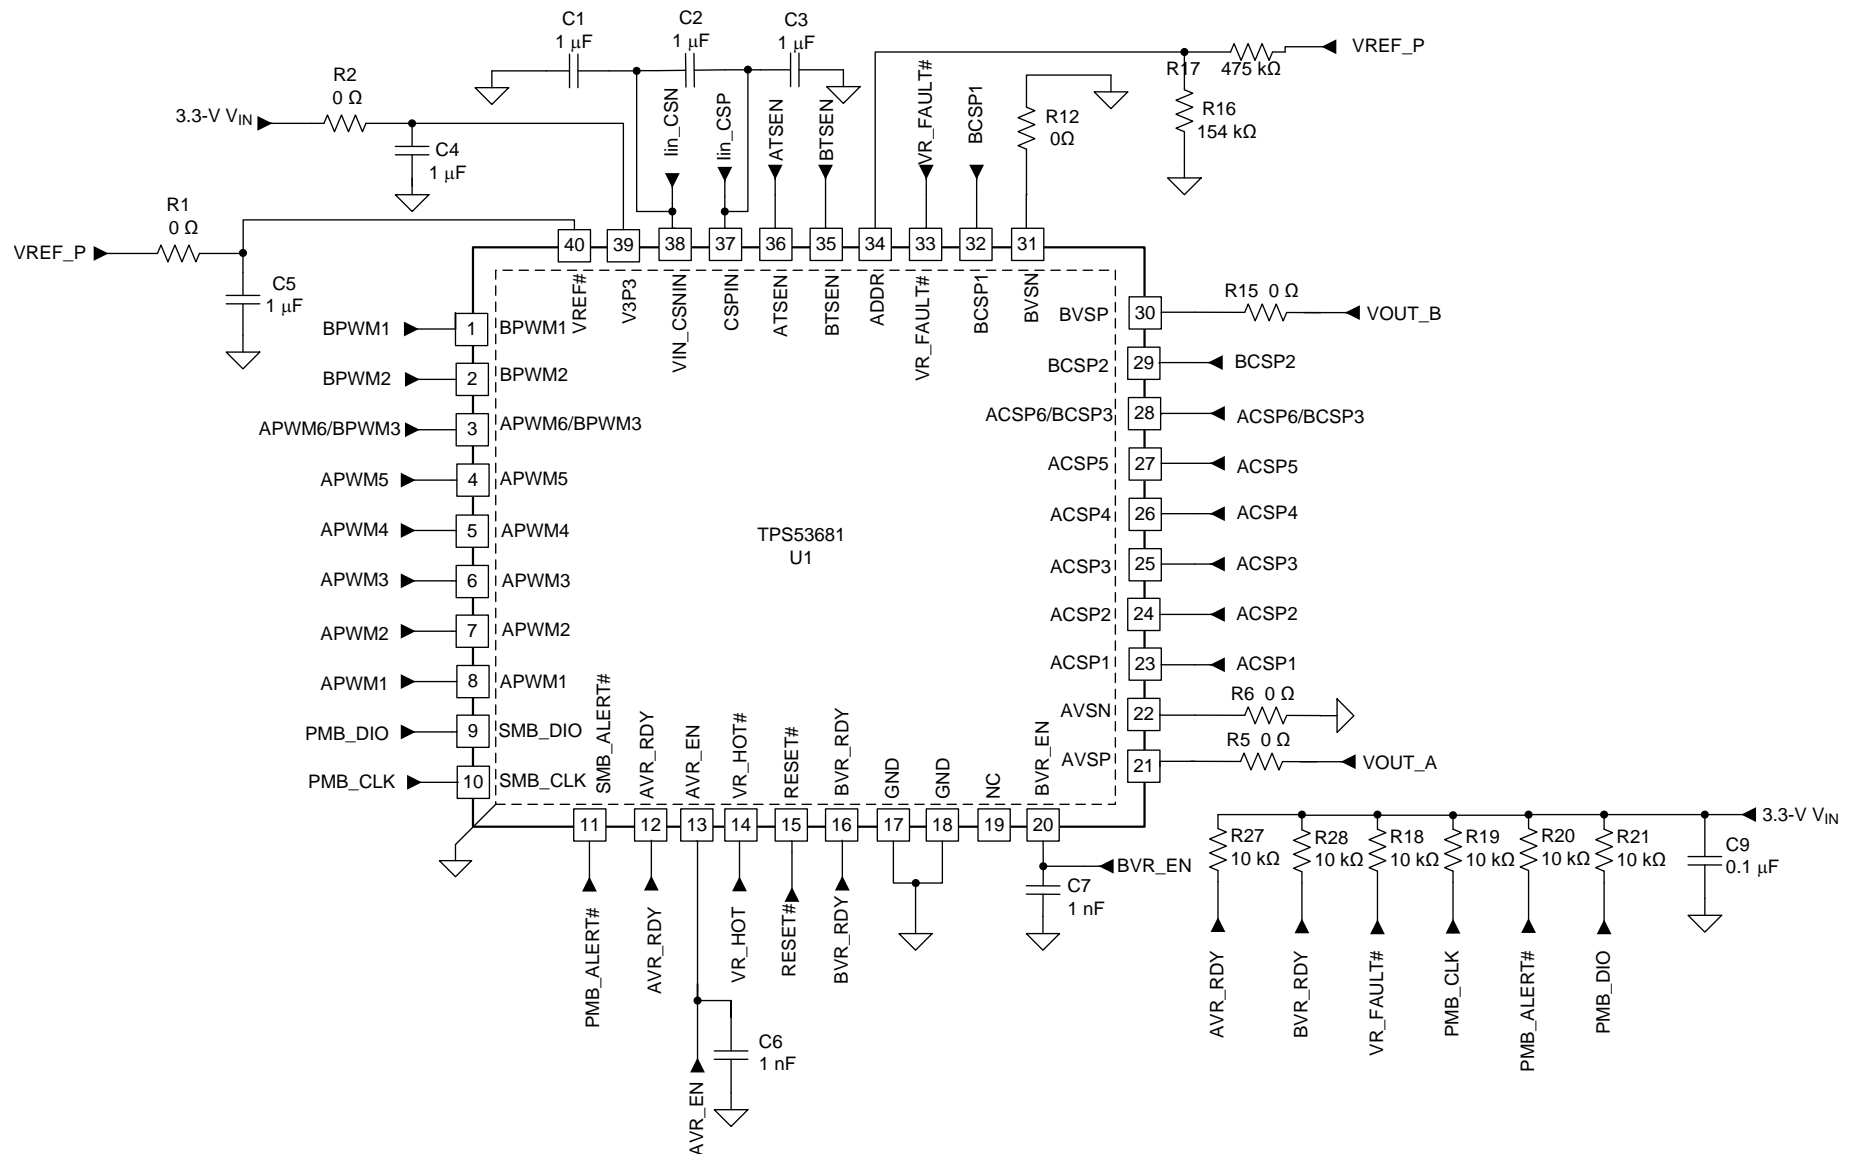 C1
1 μF
C2
1 μF
C3
1 μF
R2
0 Ω
3.3-V VIN
C4
1 μF
R1
0 Ω
VREF_P
C5
1 μF
Iin_CSN
Iin_CSP
ATSEN
BTSEN
VR_FAULT#
BCSP1
R12
0Ω
R17
475 kΩ
VREF_P
R16
154 kΩ
40
39
38
37
36
35
34
33
32
31
VREF#
V3P3
VIN_CSNIN
CSPIN
ATSEN
BTSEN
ADDR
VR_FAULT#
BCSP1
BVSN
BPWM1
1
BPWM1
BPWM2
2
BPWM2
APWM6/BPWM3
3
APWM6/BPWM3
APWM5
4
APWM5
APWM4
5
APWM4
APWM3
6
APWM3
APWM2
7
APWM2
APWM1
8
APWM1
PMB_DIO
9
SMB_DIO
PMB_CLK
10
SMB_CLK
TPS53681
U1
BVSP
30
R15 0 Ω
VOUT_B
BCSP2
29
BCSP2
ACSP6/BCSP3
28
ACSP6/BCSP3
ACSP5
27
ACSP5
ACSP4
26
ACSP4
ACSP3
25
ACSP3
ACSP2
24
ACSP2
ACSP1
23
ACSP1
AVSN
22
R6 0 Ω
AVSP
21
R5 0 Ω
VOUT_A
SMB_ALERT#
AVR_RDY
AVR_EN
VR_HOT#
RESET#
BVR_RDY
GND
GND
NC
BVR_EN
11
12
13
14
15
16
17
18
19
20
PMB_ALERT#
AVR_RDY
AVR_EN
VR_HOT
RESET#
BVR_RDY
BVR_EN
C7
1 nF
C6
1 nF
3.3-V VIN
R27
10 kΩ
R28
10 kΩ
R18
10 kΩ
R19
10 kΩ
R20
10 kΩ
R21
10 kΩ
C9
0.1 μF
AVR_RDY
BVR_RDY
VR_FAULT#
PMB_CLK
PMB_ALERT#
PMB_DIO